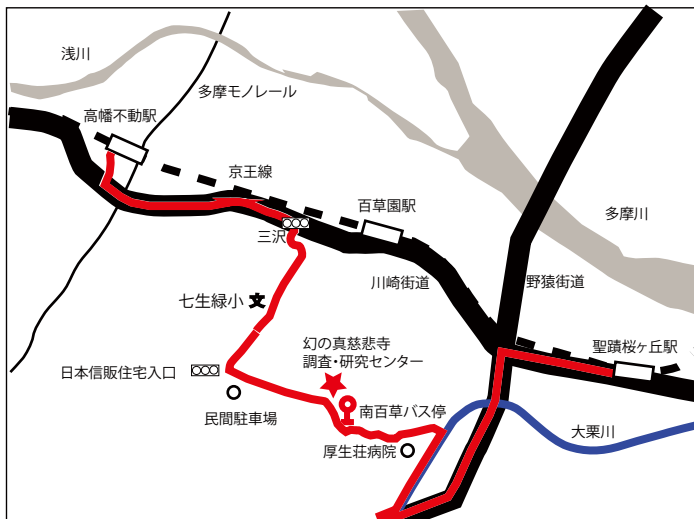 浅川
多摩モノレール
高幡不動駅
京王線
百草園駅
多摩川
三沢
川崎街道
野猿街道
七生緑小
文
幻の真慈悲寺
調査・研究センター
聖蹟桜ヶ丘駅
日本信販住宅入口
民間駐車場
南百草バス停
大栗川
厚生荘病院